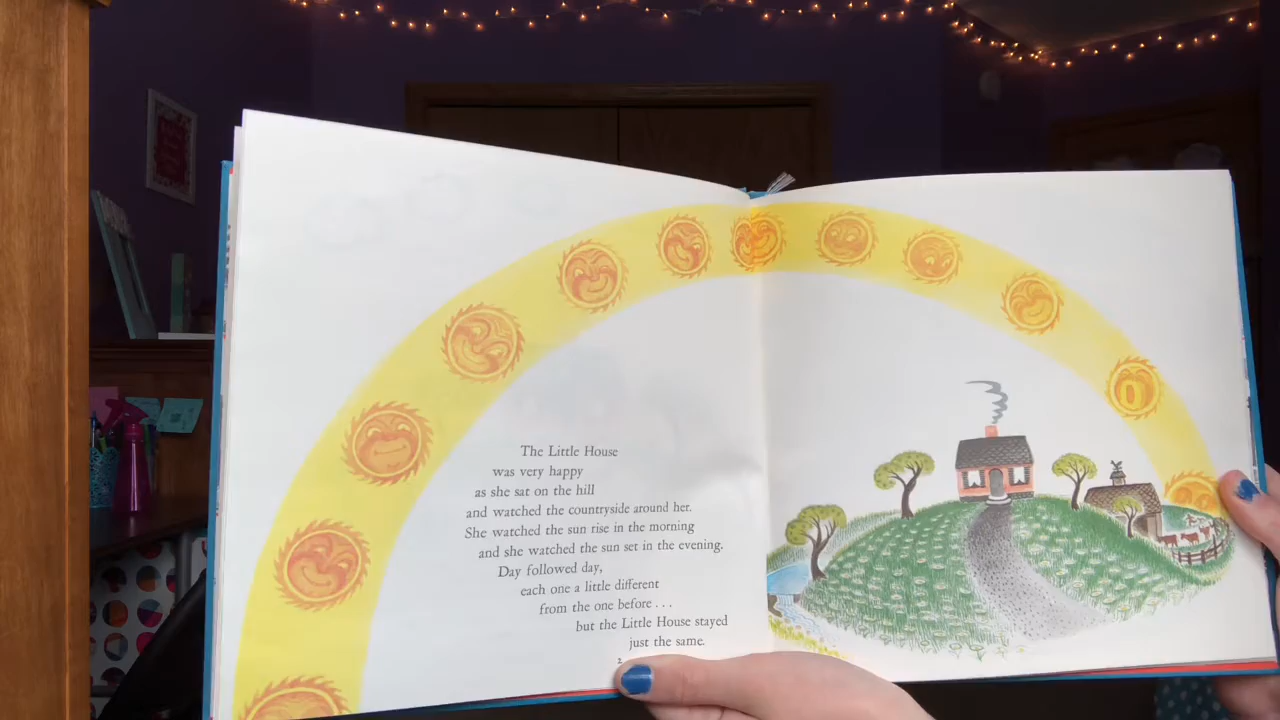 The Little House
was very happy
as she sat on the hill
and watched the countryside around her.
She watched the sun rise in the morning
and she watched the sun set in the evening.
Day followed day,
each one a little different
from the one before . . .
but the Little House stayed
just the same.
2